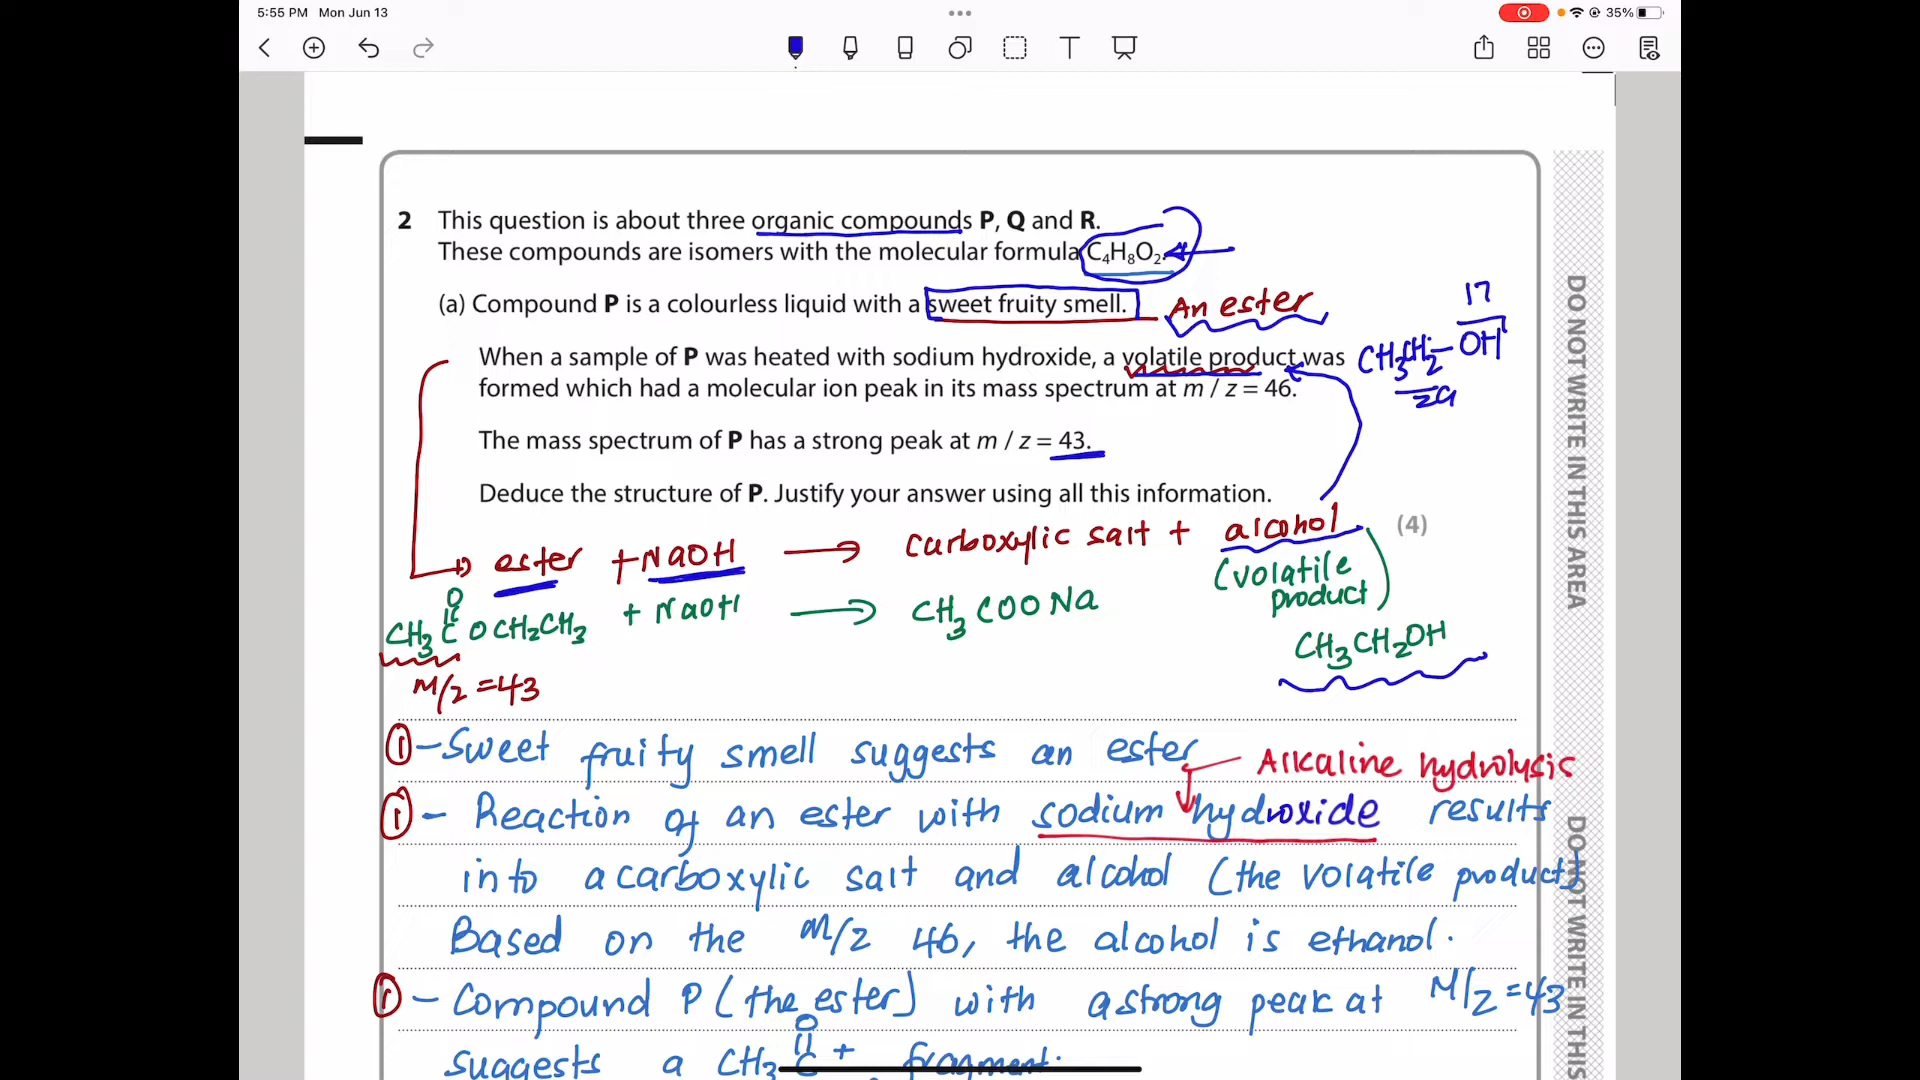 5:55 PM Mon Jun 13
35%
2 This question is about three organic compounds P, Q and R.
These compounds are isomers with the molecular formula C₄H₈O₂.
(a) Compound P is a colourless liquid with a sweet fruity smell. An ester
17
OH
When a sample of P was heated with sodium hydroxide, a volatile product was CH₃CH₂–
29
formed which had a molecular ion peak in its mass spectrum at m / z = 46.
The mass spectrum of P has a strong peak at m / z = 43.
Deduce the structure of P. Justify your answer using all this information.
(4)
ester + NaOH → carboxylic salt + alcohol
(volatile product)
O
CH₃ C OCH₂CH₃ + NaOH → CH₃COONa
CH₃CH₂OH
M/z = 43
① – Sweet fruity smell suggests an ester
Alkaline hydrolysis
① – Reaction of an ester with sodium hydroxide results
into a carboxylic salt and alcohol (the volatile product)
Based on the M/z 46, the alcohol is ethanol.
① – Compound P (the ester) with a strong peak at M/z = 43
O
suggests a CH₃ C + fragment.
DO NOT WRITE IN THIS AREA
DO NOT WRITE IN THIS